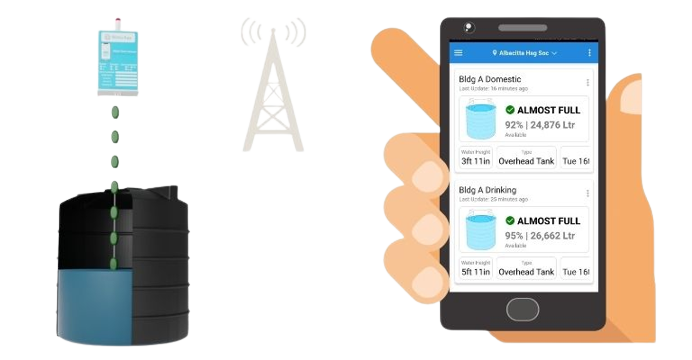 Albacitta Hsg Soc
Bldg A Domestic
Last Update: 16 minutes ago
ALMOST FULL
92% | 24,876 Ltr
Available
Water Height
3ft 11in
Type
Overhead Tank
Tue 16
Bldg A Drinking
Last Update: 25 minutes ago
ALMOST FULL
95% | 26,662 Ltr
Available
Water Height
5ft 11in
Type
Overhead Tank
Tue 16